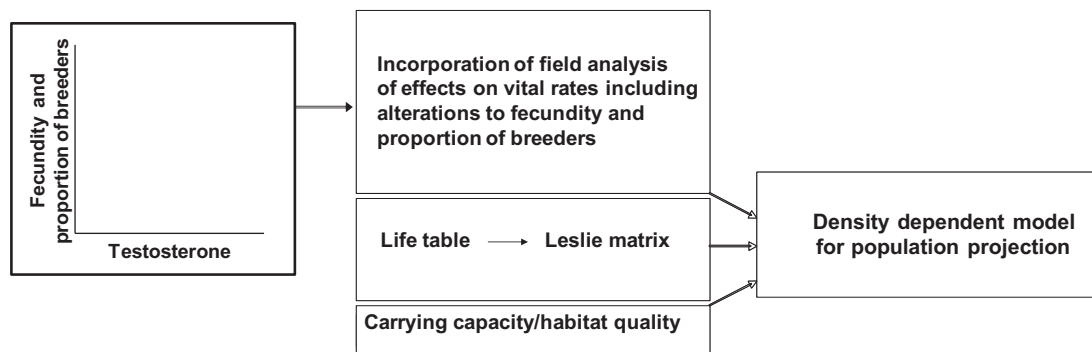 Fecundity and
proportion of breeders
Testosterone
Incorporation of field analysis
of effects on vital rates including
alterations to fecundity and
proportion of breeders
Life table Leslie matrix
Carrying capacity/habitat quality
Density dependent model
for population projection